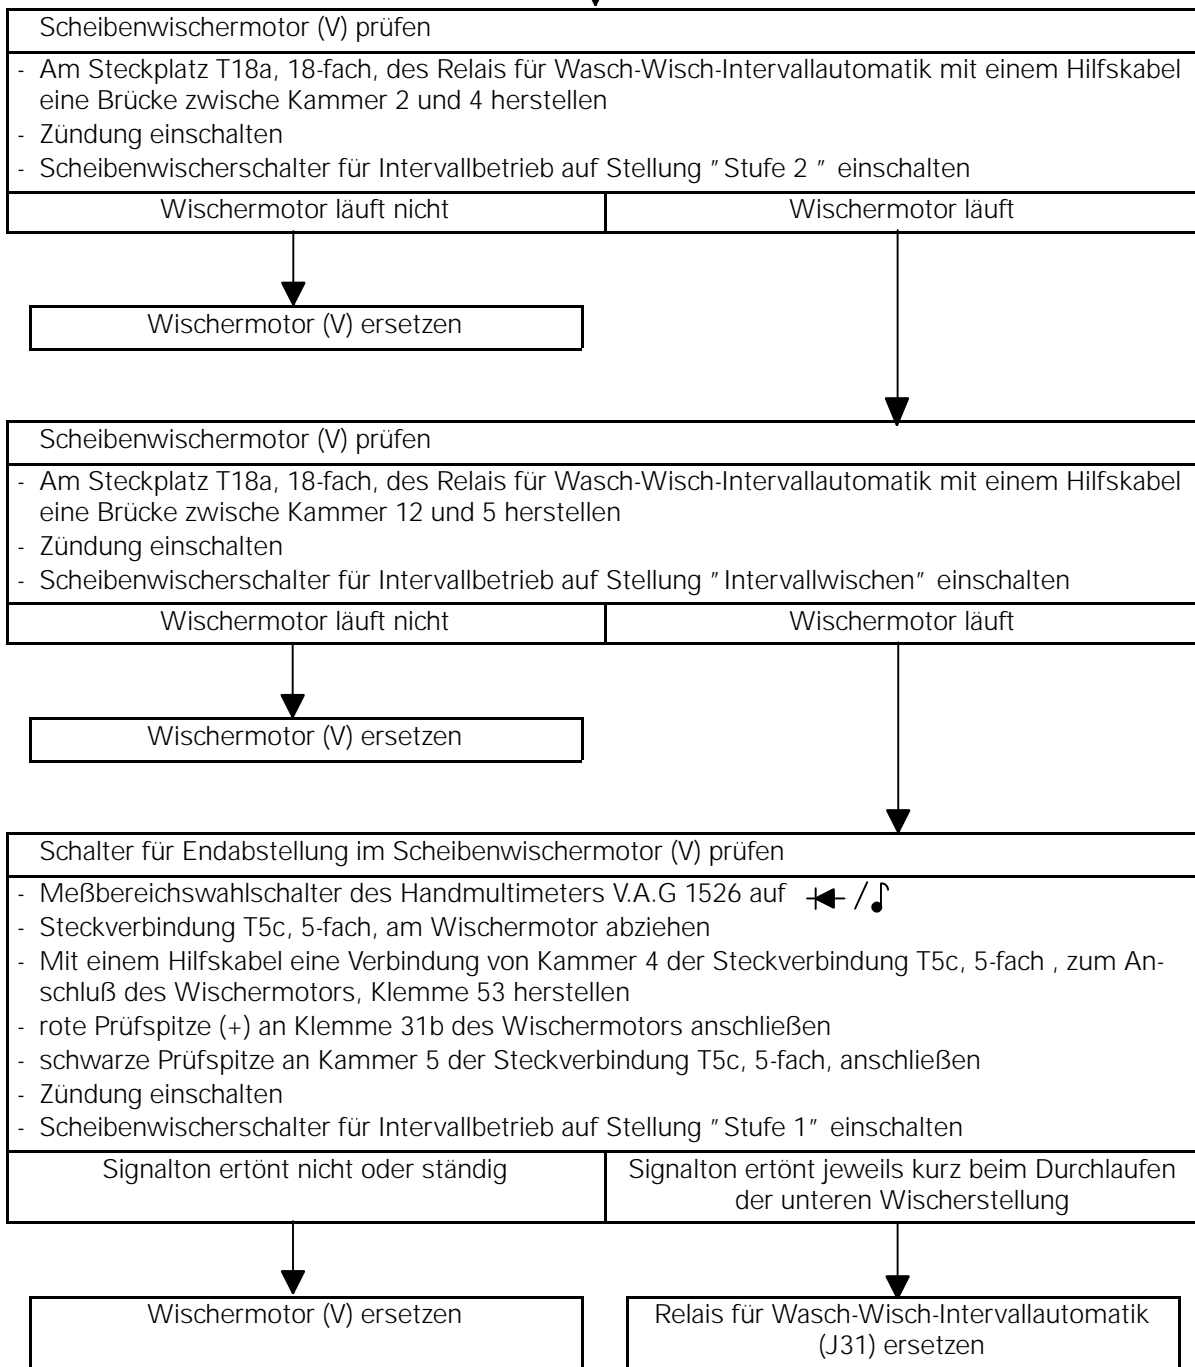 Scheibenwischermotor (V) prüfen
- Am Steckplatz T18a, 18-fach, des Relais für Wasch-Wisch-Intervallautomatik mit einem Hilfskabel
eine Brücke zwische Kammer 2 und 4 herstellen
- Zündung einschalten
- Scheibenwischerschalter für Intervallbetrieb auf Stellung "Stufe 2 " einschalten
Wischermotor läuft nicht
Wischermotor läuft
Wischermotor (V) ersetzen
Scheibenwischermotor (V) prüfen
- Am Steckplatz T18a, 18-fach, des Relais für Wasch-Wisch-Intervallautomatik mit einem Hilfskabel
eine Brücke zwische Kammer 12 und 5 herstellen
- Zündung einschalten
- Scheibenwischerschalter für Intervallbetrieb auf Stellung "Intervallwischen" einschalten
Wischermotor läuft nicht
Wischermotor läuft
Wischermotor (V) ersetzen
Schalter für Endabstellung im Scheibenwischermotor (V) prüfen
- Meßbereichswahlschalter des Handmultimeters V.A.G 1526 auf /♪
- Steckverbindung T5c, 5-fach, am Wischermotor abziehen
- Mit einem Hilfskabel eine Verbindung von Kammer 4 der Steckverbindung T5c, 5-fach , zum An-
schluß des Wischermotors, Klemme 53 herstellen
- rote Prüfspitze (+) an Klemme 31b des Wischermotors anschließen
- schwarze Prüfspitze an Kammer 5 der Steckverbindung T5c, 5-fach, anschließen
- Zündung einschalten
- Scheibenwischerschalter für Intervallbetrieb auf Stellung "Stufe 1" einschalten
Signalton ertönt nicht oder ständig
Signalton ertönt jeweils kurz beim Durchlaufen
der unteren Wischerstellung
Wischermotor (V) ersetzen
Relais für Wasch-Wisch-Intervallautomatik
(J31) ersetzen